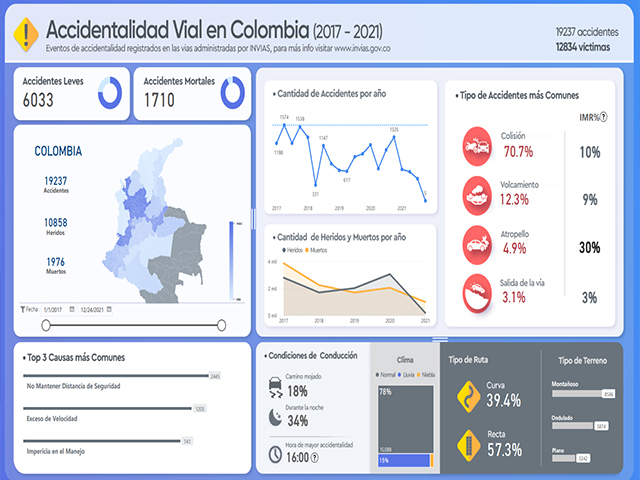 Accidentalidad Vial en Colombia (2017 - 2021)
Eventos de accidentalidad registrados en las vias administradas por INVIAS, para más info visitar www.invias.gov.co
19237 accidentes
12834 víctimas
Accidentes Leves
6033
Accidentes Mortales
1710
COLOMBIA
19237
Accidentes
10858
Heridos
1976
Muertos
Fecha
1/1/2017
12/24/2021
• Cantidad de Accidentes por año
1574
1538
1198
1147
331
617
1325
2017
2018
2019
2020
2021
• Cantidad de Heridos y Muertos por año
Heridos
Muertos
4 mil
2 mil
0 mil
2017
2018
2019
2020
2021
• Tipo de Accidentes más Comunes
IMR%
Colisión
70.7%
10%
Volcamiento
12.3%
9%
Atropello
4.9%
30%
Salida de la vía
3.1%
3%
• Top 3 Causas más Comunes
2445
No Mantener Distancia de Seguridad
1203
Exceso de Velocidad
741
Impericia en el Manejo
• Condiciones de Conducción
Camino mojado
18%
Durante la noche
34%
Hora de mayor accidentalidad
16:00
Clima
Normal
Lluvia
Niebla
78%
15,088
15%
Tipo de Ruta
Curva
39.4%
Recta
57.3%
Tipo de Terreno
Montañoso
8586
Ondulado
5874
Plano